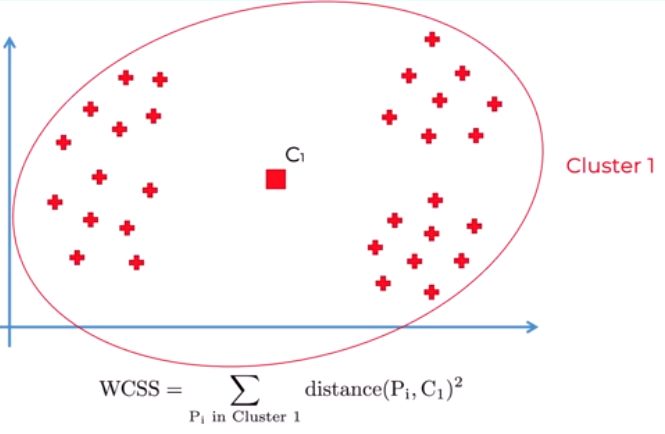 C₁
Cluster 1
WCSS = ∑ distance(Pᵢ, C₁)²
Pᵢ in Cluster 1